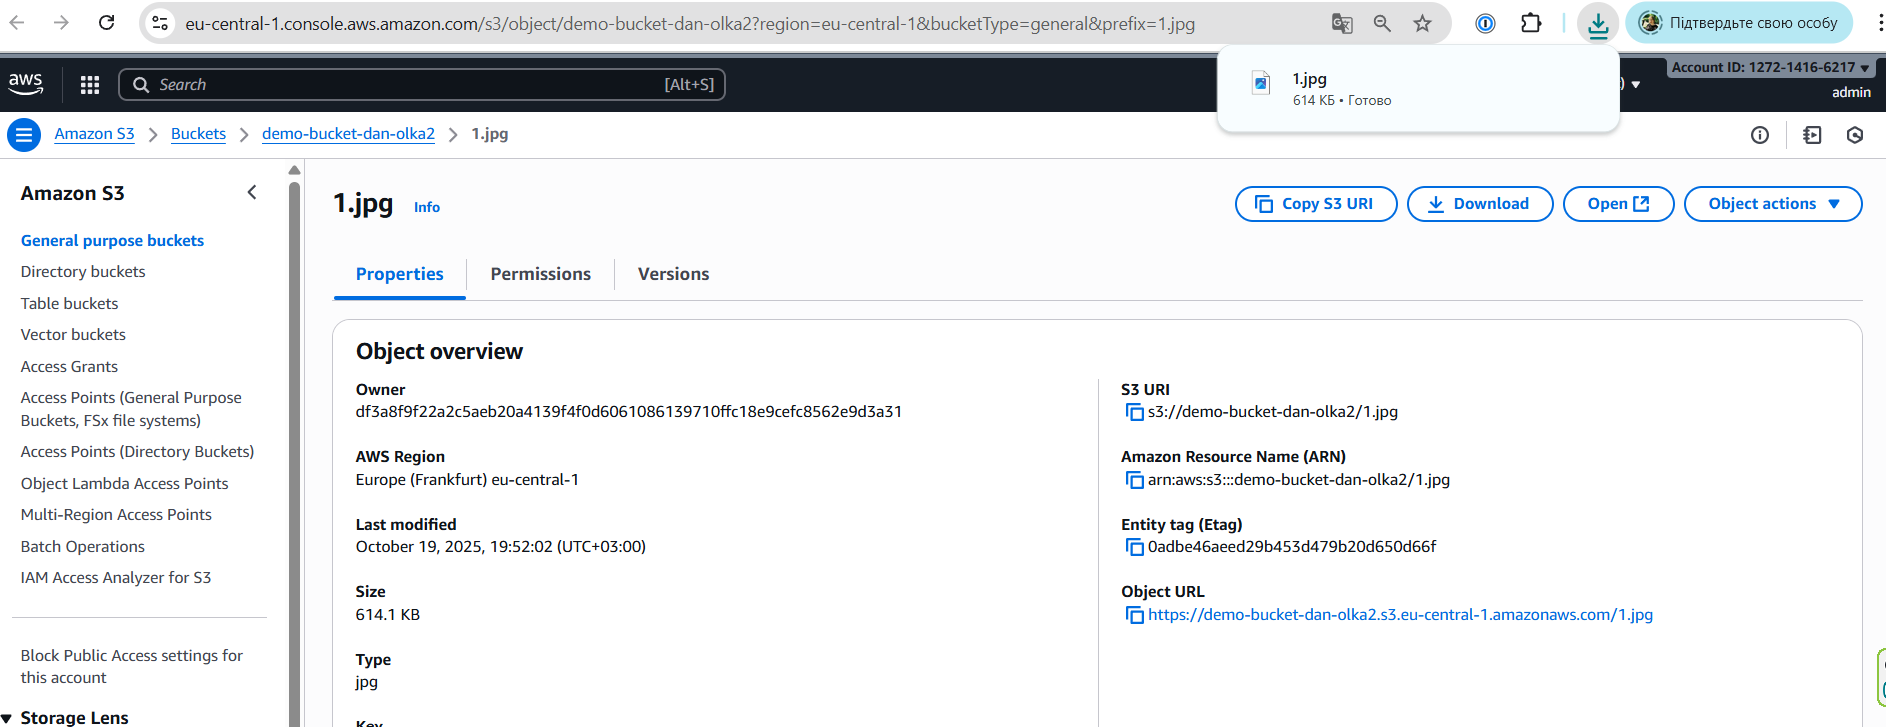 eu-central-1.console.aws.amazon.com/s3/object/demo-bucket-dan-olka2?region=eu-central-1&bucketType=general&prefix=1.jpg
Підтвердьте свою особу
1.jpg
614 КБ • Готово
aws
Search
[Alt+S]
Account ID: 1272-1416-6217
admin
Amazon S3
Buckets
demo-bucket-dan-olka2
1.jpg
Amazon S3
General purpose buckets
Directory buckets
Table buckets
Vector buckets
Access Grants
Access Points (General Purpose
Buckets, FSx file systems)
Access Points (Directory Buckets)
Object Lambda Access Points
Multi-Region Access Points
Batch Operations
IAM Access Analyzer for S3
Block Public Access settings for
this account
Storage Lens
1.jpg
Info
Copy S3 URI
Download
Open
Object actions
Properties
Permissions
Versions
Object overview
Owner
df3a8f9f22a2c5aeb20a4139f4f0d6061086139710ffc18e9cefc8562e9d3a31
AWS Region
Europe (Frankfurt) eu-central-1
Last modified
October 19, 2025, 19:52:02 (UTC+03:00)
Size
614.1 KB
Type
jpg
Key
S3 URI
s3://demo-bucket-dan-olka2/1.jpg
Amazon Resource Name (ARN)
arn:aws:s3:::demo-bucket-dan-olka2/1.jpg
Entity tag (Etag)
0adbe46aeed29b453d479b20d650d66f
Object URL
https://demo-bucket-dan-olka2.s3.eu-central-1.amazonaws.com/1.jpg